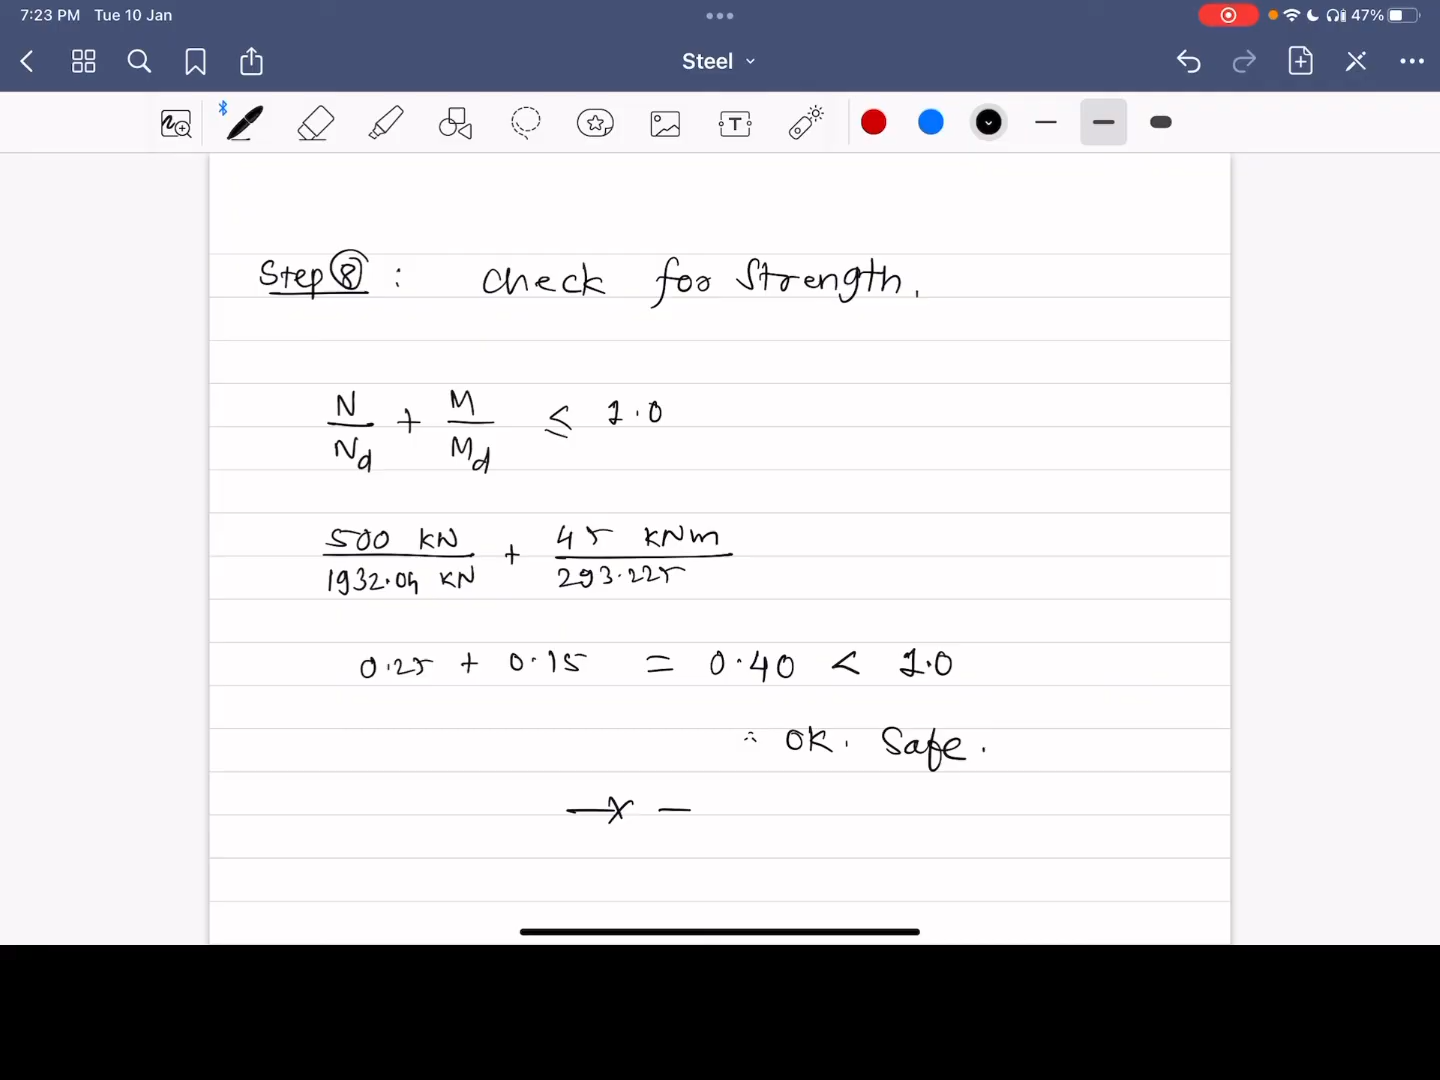 7:23 PM Tue 10 Jan
47%
Steel
T
Step 8 : Check for Strength.
N/Nd + M/Md ≤ 1.0
500 KN/1932.04 KN + 45 KNm/293.225
0.25 + 0.15 = 0.40 < 1.0
∴ OK. Safe.
—x—